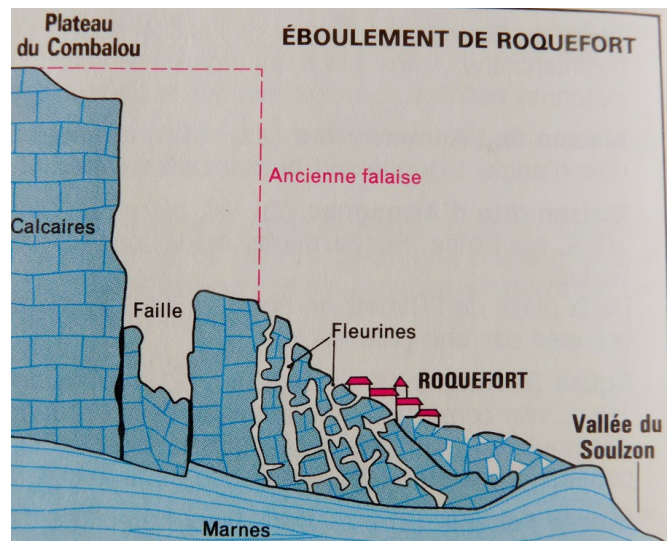 Plateau
du Combalou
ÉBOULEMENT DE ROQUEFORT
Ancienne falaise
Calcaires
Faille
Fleurines
ROQUEFORT
Vallée du
Soulzon
Marnes